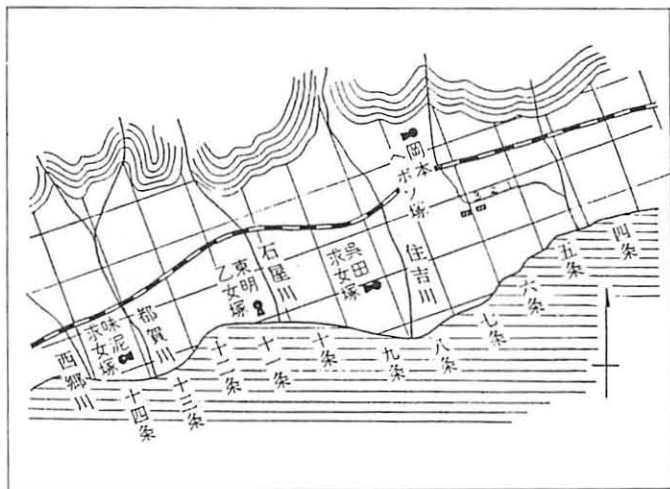 岡本
ヘボソ塚
四条
五条
六条
七条
八条
九条
十条
十一条
十二条
十三条
十四条
住吉川
呉田
求女塚
石屋川
東明
乙女塚
都賀川
味泥
求女塚
西郷川